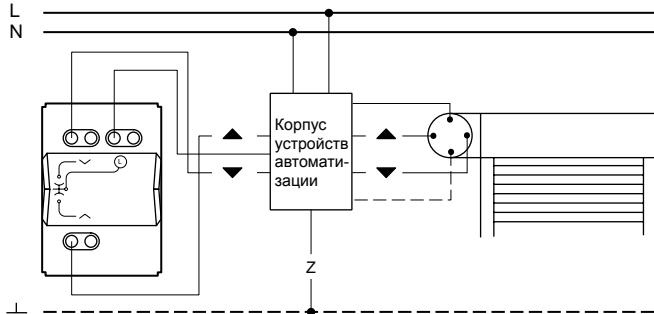 L
N
L
Корпус
устройств
автомати-
зации
Z